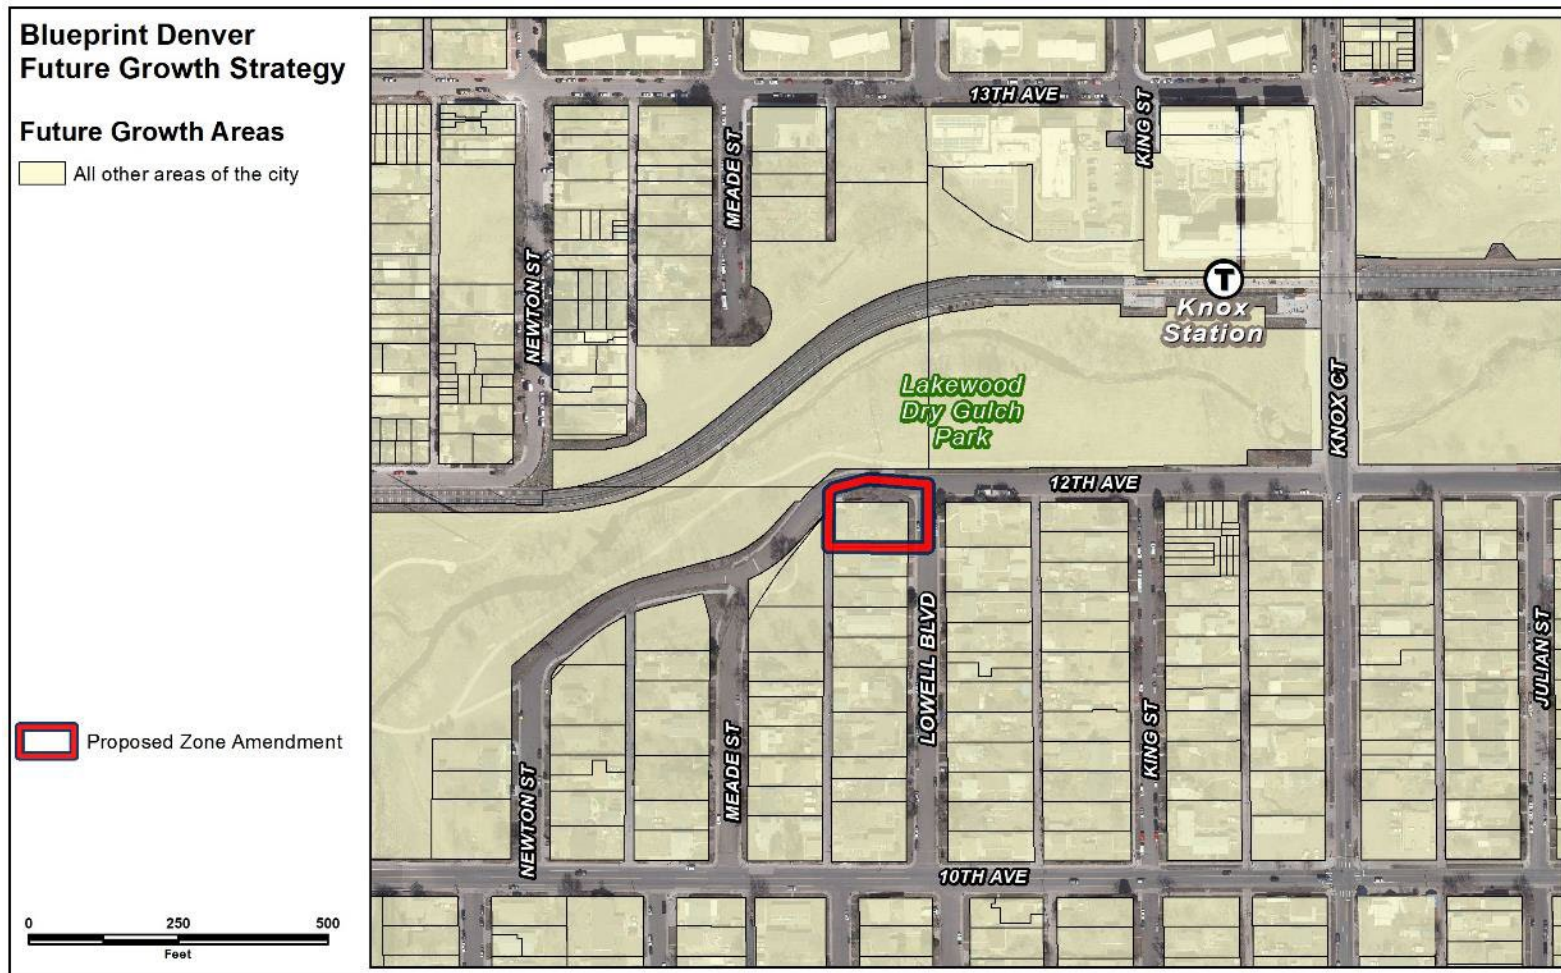 Blueprint Denver
Future Growth Strategy
Future Growth Areas
All other areas of the city
Proposed Zone Amendment
0 250 500
Feet
13TH AVE
KING ST
MEADE ST
NEWTON ST
T
Knox
Station
KNOX CT
Lakewood
Dry Gulch
Park
12TH AVE
LOWELL BLVD
JULIAN ST
KING ST
MEADE ST
NEWTON ST
10TH AVE